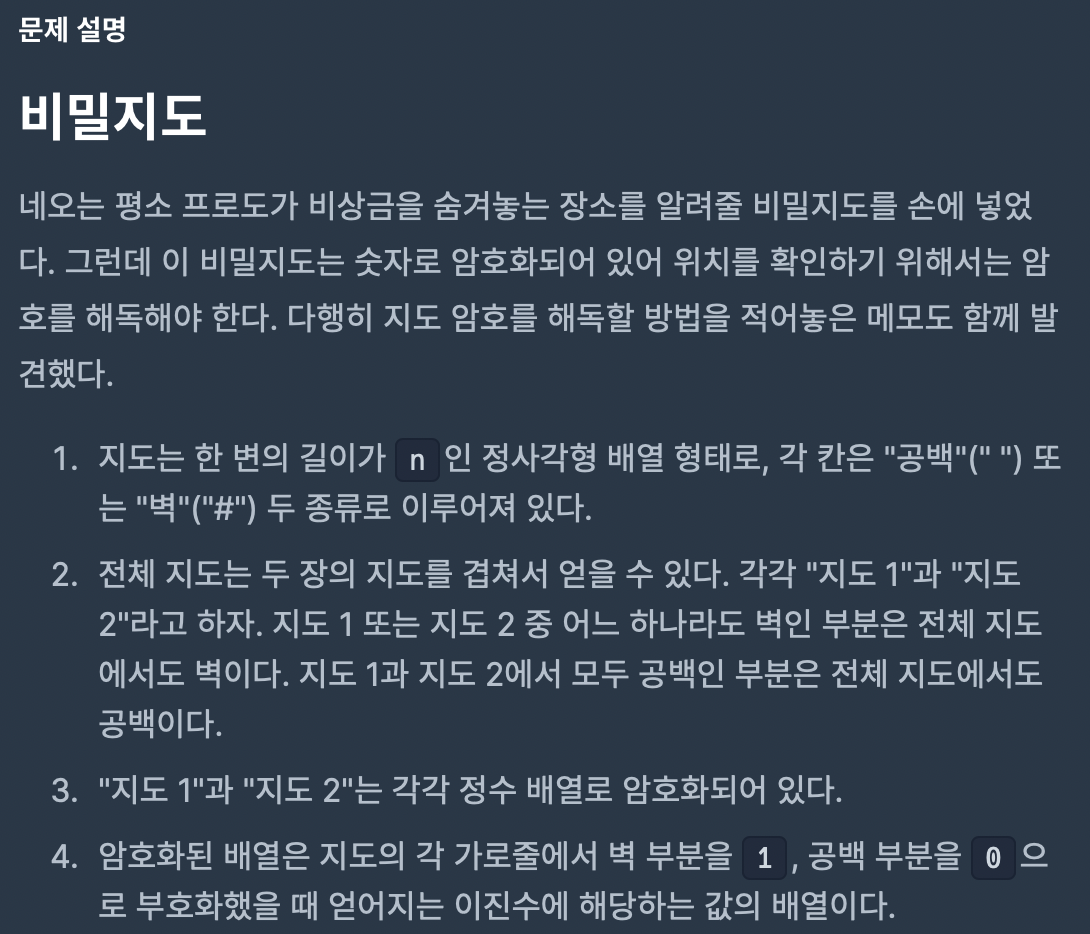 문제 설명
비밀지도
네오는 평소 프로도가 비상금을 숨겨놓는 장소를 알려줄 비밀지도를 손에 넣었
다. 그런데 이 비밀지도는 숫자로 암호화되어 있어 위치를 확인하기 위해서는 암
호를 해독해야 한다. 다행히 지도 암호를 해독할 방법을 적어놓은 메모도 함께 발
견했다.
1. 지도는 한 변의 길이가 n 인 정사각형 배열 형태로, 각 칸은 "공백"(" ") 또
는 "벽"("#") 두 종류로 이루어져 있다.
2. 전체 지도는 두 장의 지도를 겹쳐서 얻을 수 있다. 각각 "지도 1"과 "지도
2"라고 하자. 지도 1 또는 지도 2 중 어느 하나라도 벽인 부분은 전체 지도
에서도 벽이다. 지도 1과 지도 2에서 모두 공백인 부분은 전체 지도에서도
공백이다.
3. "지도 1"과 "지도 2"는 각각 정수 배열로 암호화되어 있다.
4. 암호화된 배열은 지도의 각 가로줄에서 벽 부분을 1 , 공백 부분을 0 으
로 부호화했을 때 얻어지는 이진수에 해당하는 값의 배열이다.